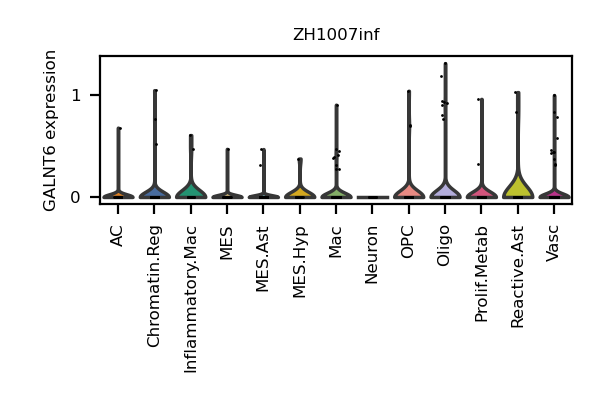 ZH1007inf
GALNT6 expression
1
0
AC
Chromatin.Reg
Inflammatory.Mac
MES
MES.Ast
MES.Hyp
Mac
Neuron
OPC
Oligo
Prolif.Metab
Reactive.Ast
Vasc